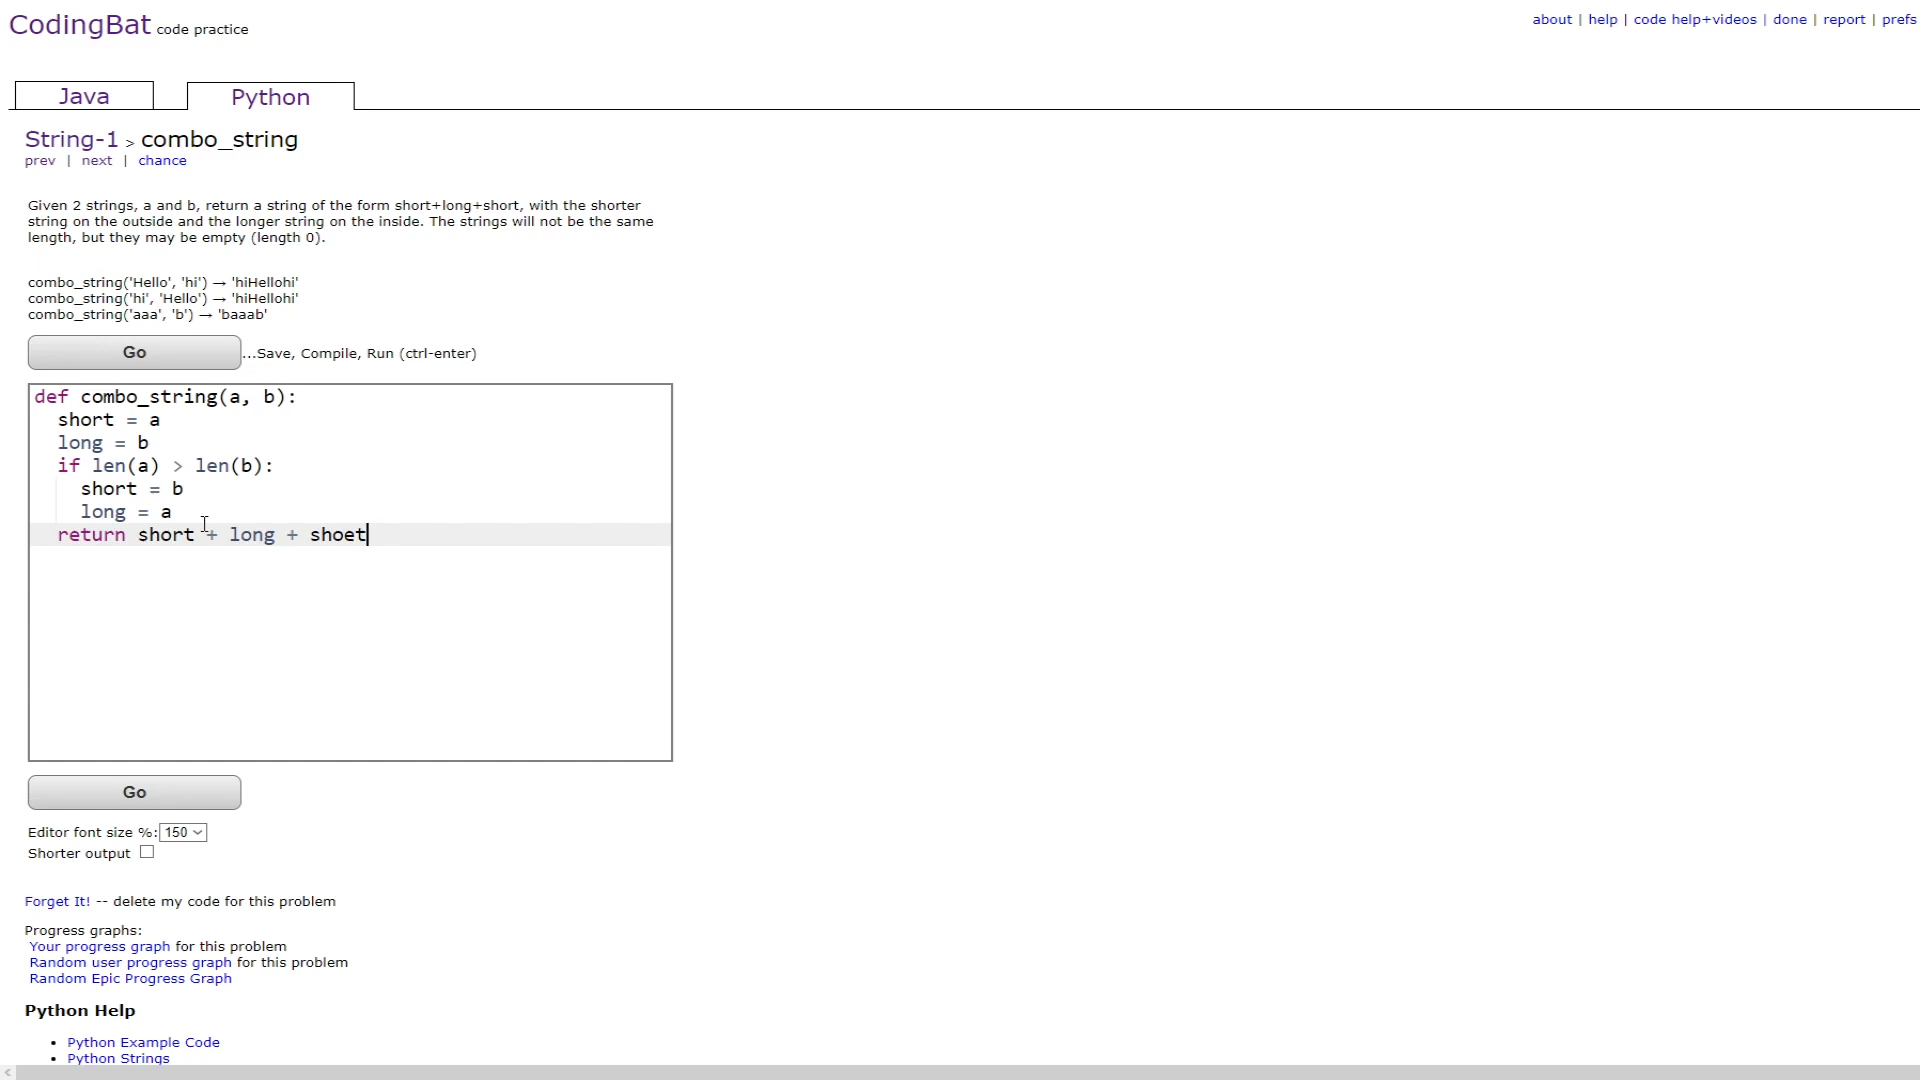 CodingBat code practice
about | help | code help+videos | done | report | prefs
Java
Python
String-1 > combo_string
prev | next | chance
Given 2 strings, a and b, return a string of the form short+long+short, with the shorter
string on the outside and the longer string on the inside. The strings will not be the same
length, but they may be empty (length 0).
combo_string('Hello', 'hi') → 'hiHellohi'
combo_string('hi', 'Hello') → 'hiHellohi'
combo_string('aaa', 'b') → 'baaab'
Go ...Save, Compile, Run (ctrl-enter)
def combo_string(a, b):
  short = a
  long = b
  if len(a) > len(b):
    short = b
    long = a
  return short + long + shoet
Go
Editor font size %: 150
Shorter output
Forget It! -- delete my code for this problem
Progress graphs:
Your progress graph for this problem
Random user progress graph for this problem
Random Epic Progress Graph
Python Help
• Python Example Code
• Python Strings